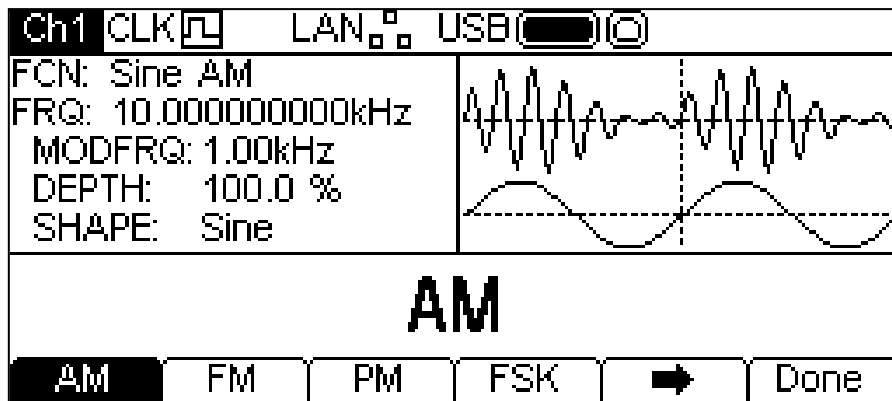 Ch1 CLK LAN USB
FCN: Sine AM
FRQ: 10.000000000kHz
MODFRQ: 1.00kHz
DEPTH: 100.0 %
SHAPE: Sine
AM
AM FM PM FSK Done